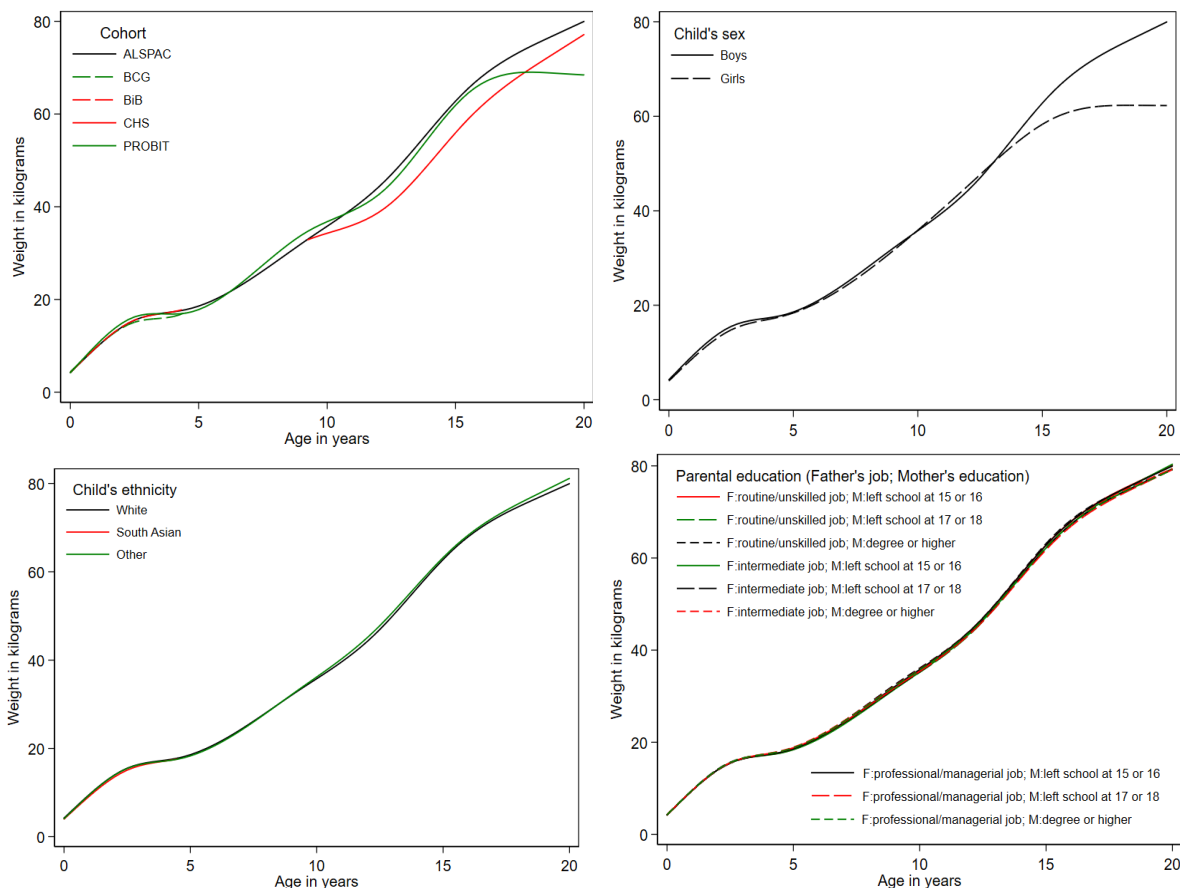 Cohort
ALSPAC
BCG
BiB
CHS
PROBIT
Weight in kilograms
80
60
40
20
0
0 5 10 15 20
Age in years
Child's sex
Boys
Girls
Weight in kilograms
80
60
40
20
0
0 5 10 15 20
Child's ethnicity
White
South Asian
Other
Weight in kilograms
80
60
40
20
0
0 5 10 15 20
Age in years
Parental education (Father's job; Mother's education)
F:routine/unskilled job; M:left school at 15 or 16
F:routine/unskilled job; M:left school at 17 or 18
F:routine/unskilled job; M:degree or higher
F:intermediate job; M:left school at 15 or 16
F:intermediate job; M:left school at 17 or 18
F:intermediate job; M:degree or higher
F:professional/managerial job; M:left school at 15 or 16
F:professional/managerial job; M:left school at 17 or 18
F:professional/managerial job; M:degree or higher
Weight in kilograms
80
60
40
20
0
0 5 10 15 20
Age in years